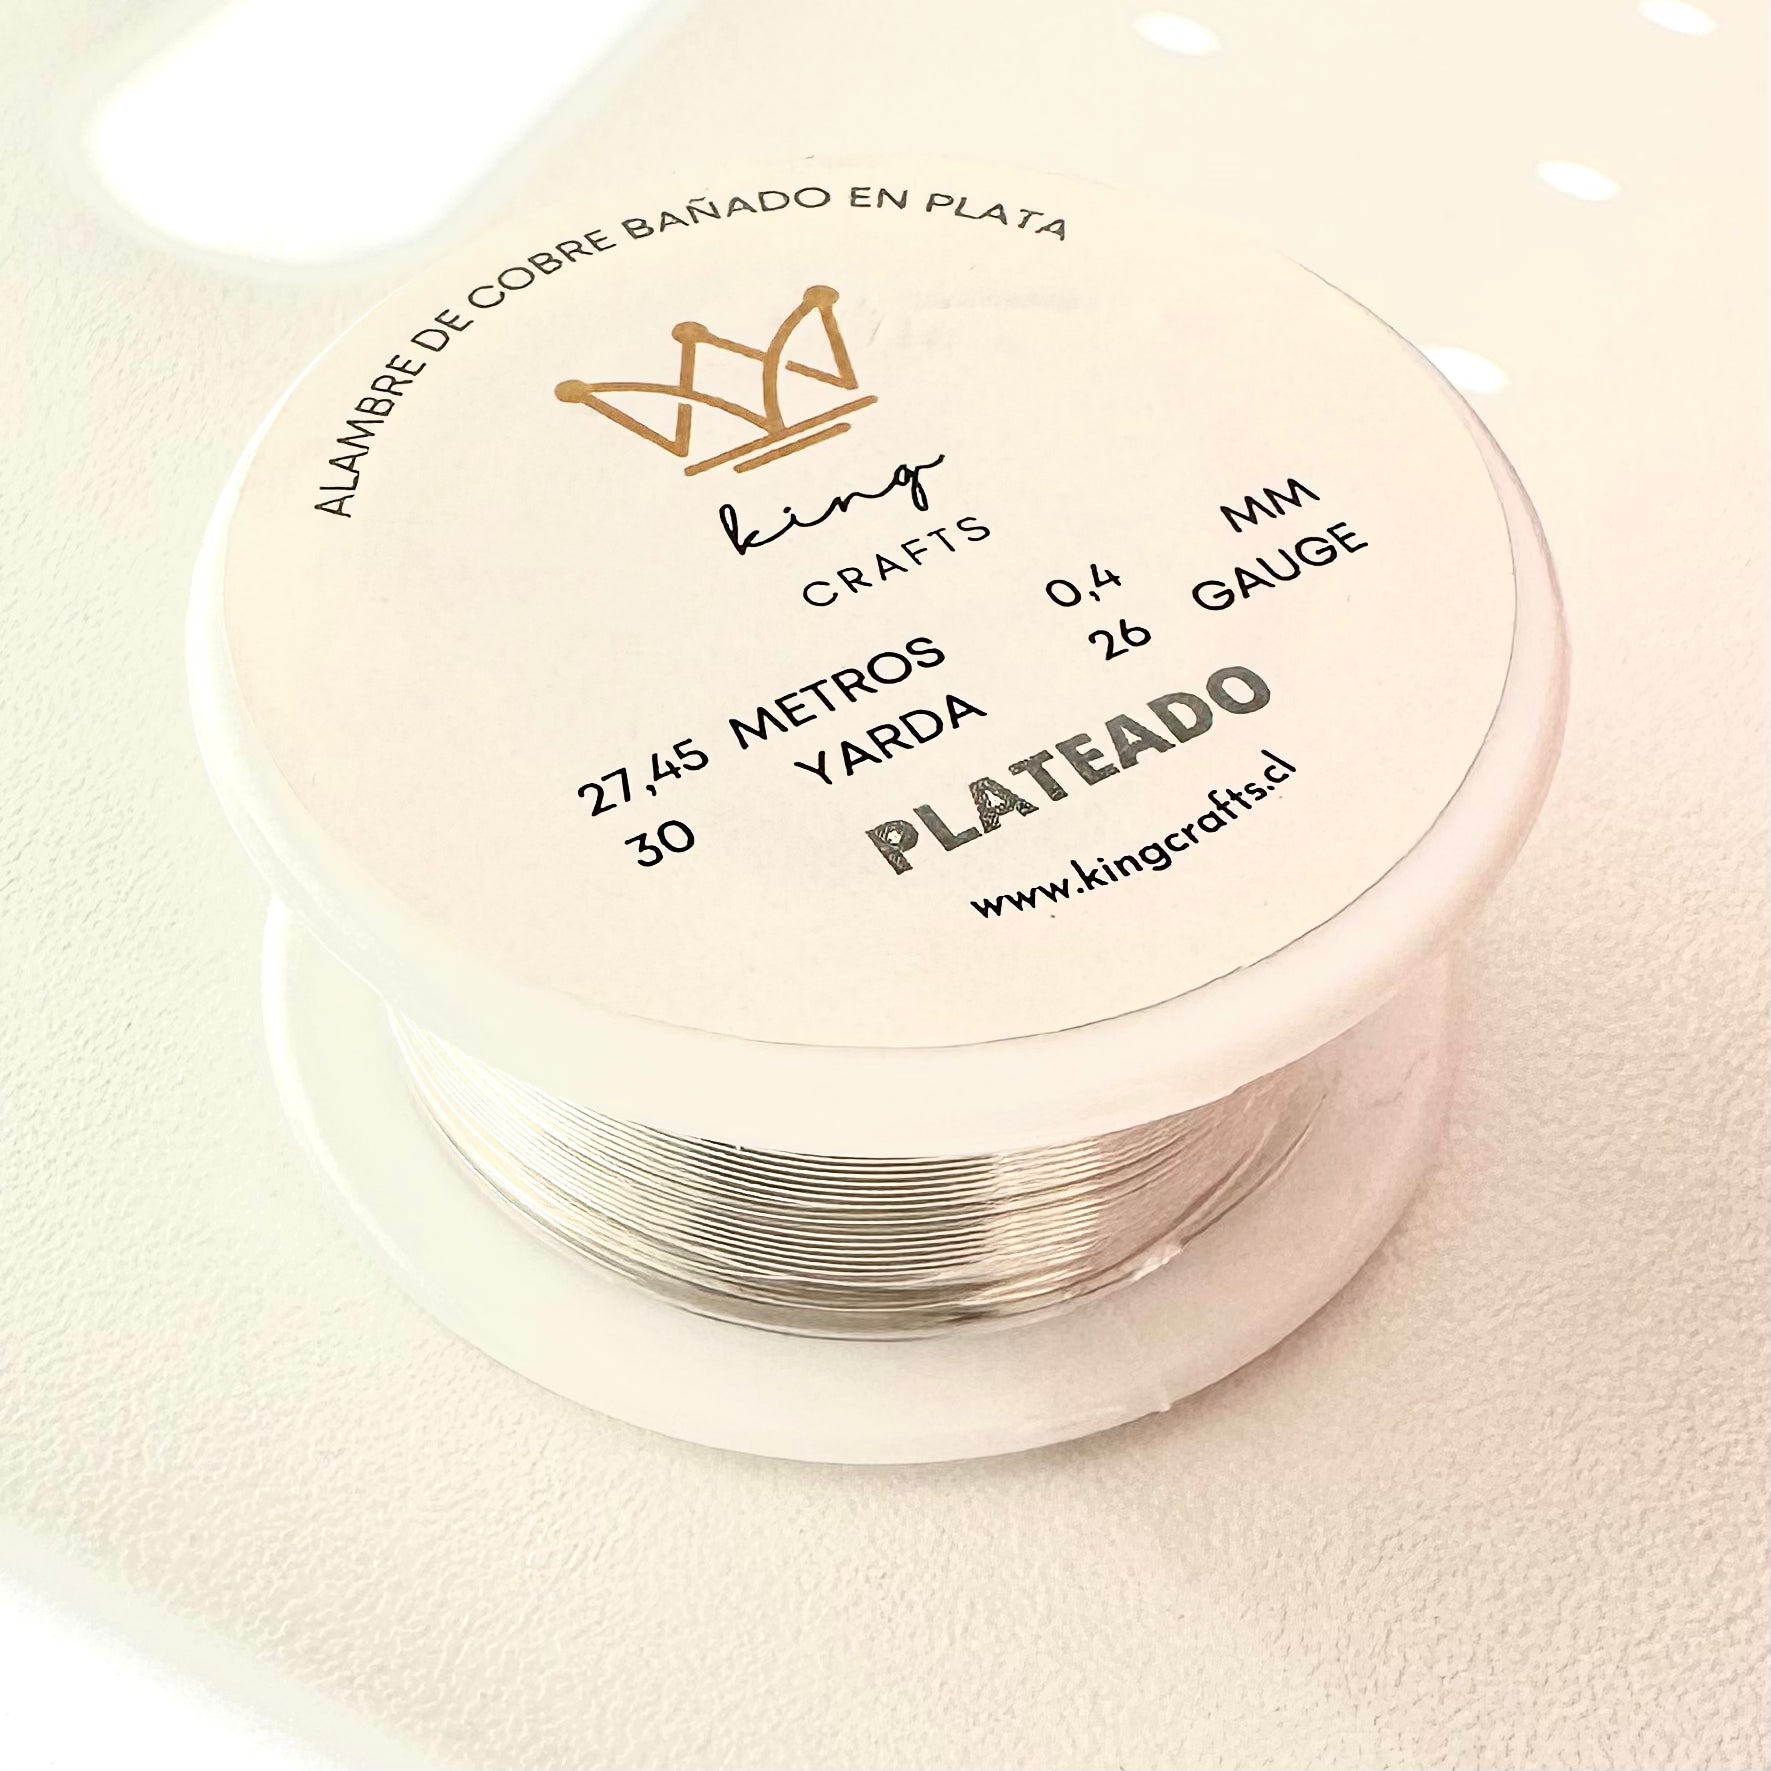 ALAMBRE DE COBRE BAÑADO EN PLATA
king
CRAFTS
27,45 METROS 0,4 MM
30 YARDA 26 GAUGE
PLATEADO
www.kingcrafts.cl